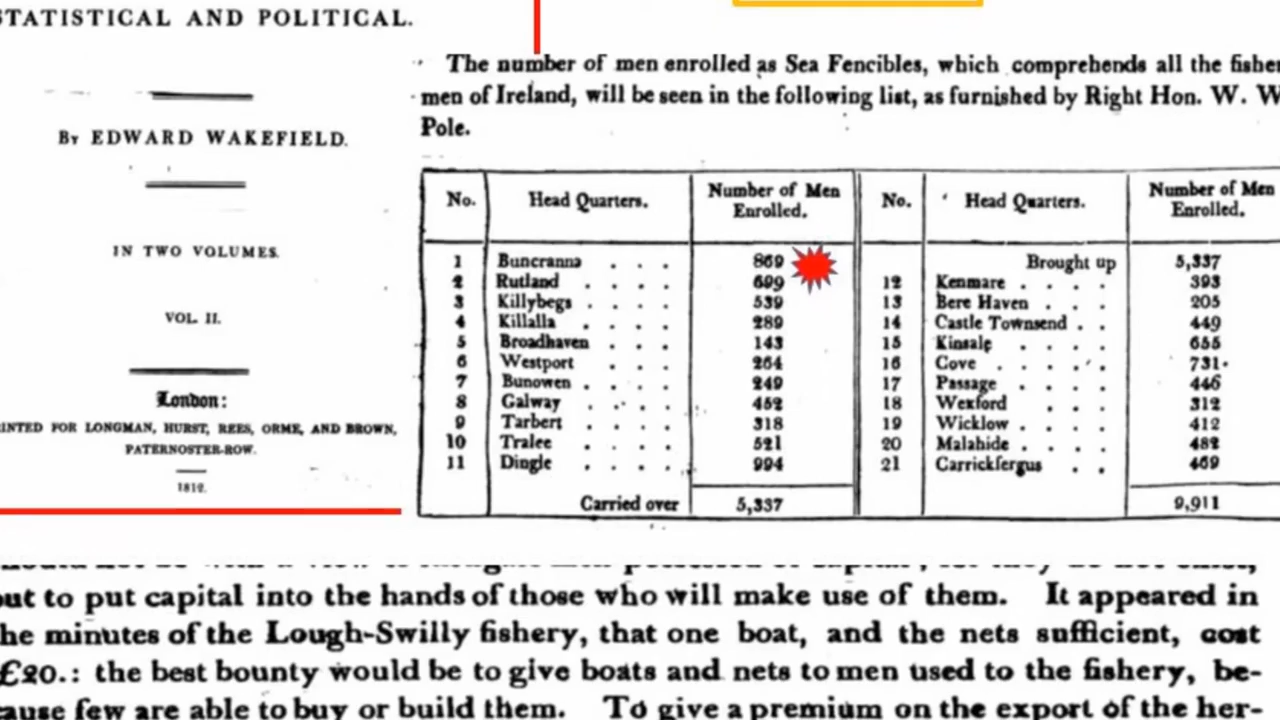 STATISTICAL AND POLITICAL.
By EDWARD WAKEFIELD.
IN TWO VOLUMES.
VOL. II.
London:
INTED FOR LONGMAN, HURST, REES, ORME, AND BROWN,
PATERNOSTER-ROW.
1812.
The number of men enrolled as Sea Fencibles, which comprehends all the fisher
men of Ireland, will be seen in the following list, as furnished by Right Hon. W. W
Pole.
No. Head Quarters. Number of Men Enrolled. No. Head Quarters. Number of Men Enrolled.
1 Buncranna . . . . 869 Brought up 5,337
2 Rutland . . . . 699 12 Kenmare . . . . 393
3 Killybegs . . . . 539 13 Bere Haven . . . 205
4 Killalla . . . . 289 14 Castle Townsend . . 449
5 Broadhaven . . . 143 15 Kinsale . . . . 655
6 Westport . . . 264 16 Cove . . . . 731
7 Bunowen . . . . 249 17 Passage . . . . 446
8 Galway . . . . 452 18 Wexford . . . 312
9 Tarbert . . . . 318 19 Wicklow . . . . 412
10 Tralee . . . . 521 20 Malahide . . . . 482
11 Dingle . . . . 994 21 Carrickfergus . . 469
Carried over 5,337 9,911
out to put capital into the hands of those who will make use of them. It appeared in
he minutes of the Lough-Swilly fishery, that one boat, and the nets sufficient, cost
£20.: the best bounty would be to give boats and nets to men used to the fishery, be-
ause few are able to buy or build them. To give a premium on the export of the her-